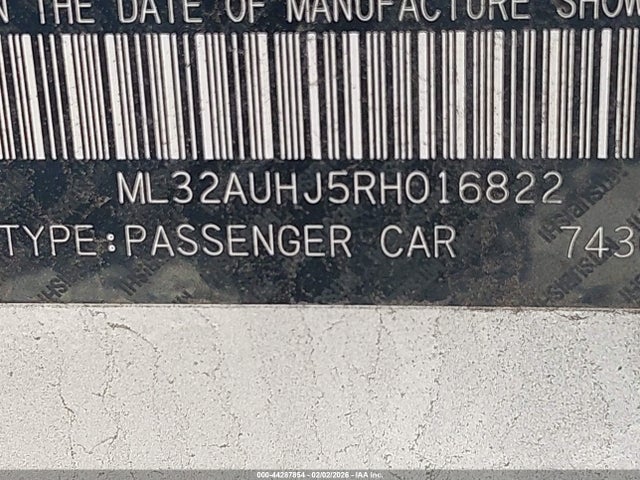 N THE DATE OF MANUFACTURE SHOW
ML32AUHJ5RH016822
TYPE:PASSENGER CAR 743
000-44287854 - 02/02/2026 - IAA Inc.